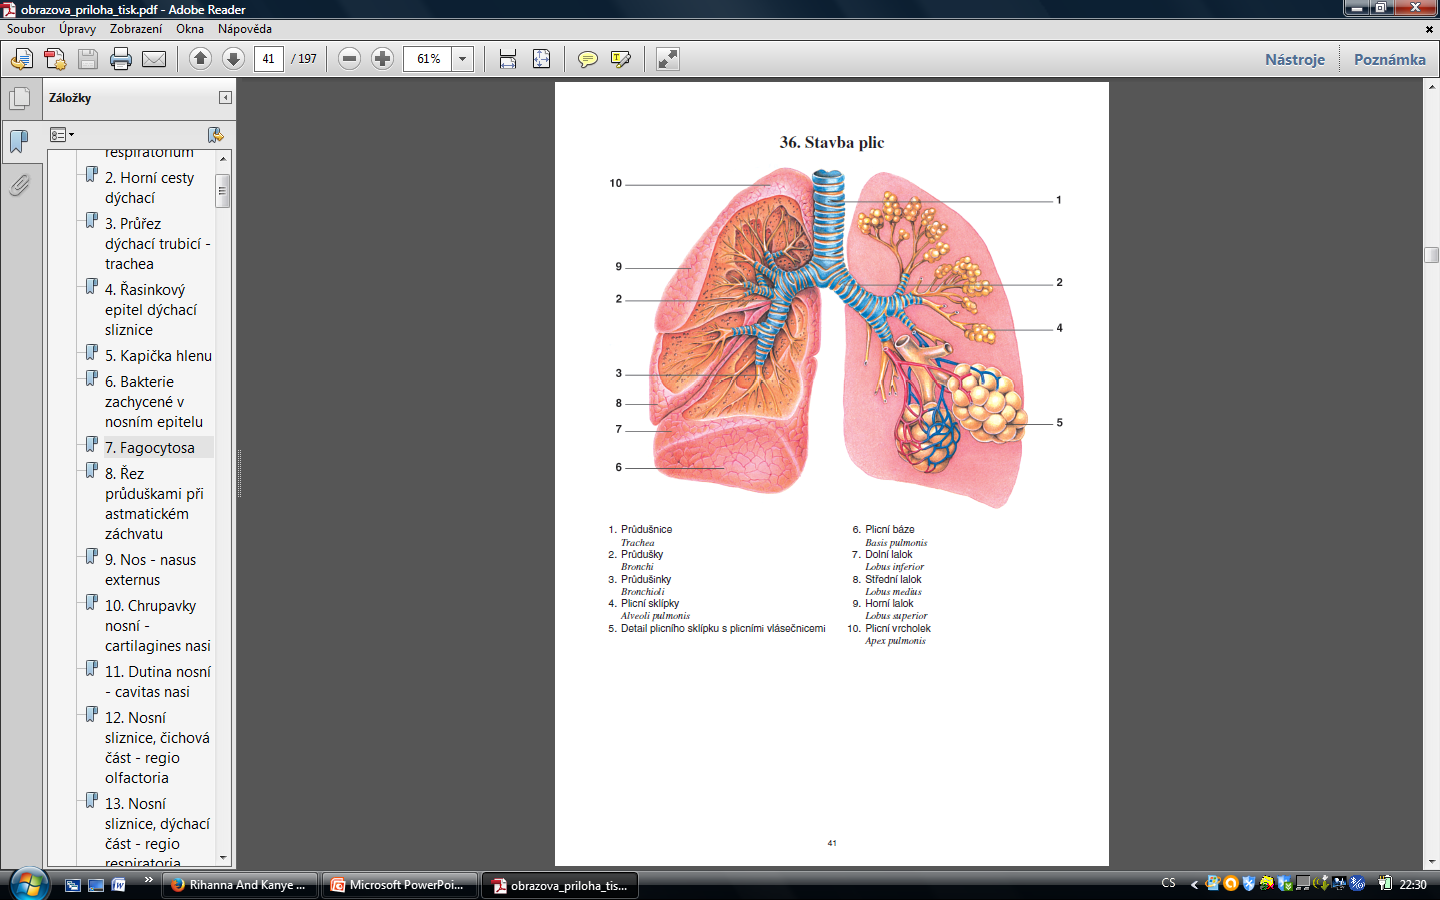 obrazova_priloha_tisk.pdf - Adobe Reader
Soubor Úpravy Zobrazení Okna Nápověda
41 / 197 61% Nástroje Poznámka
Záložky
respiratorium
2. Horní cesty
dýchací
3. Průřez
dýchací trubicí -
trachea
4. Řasinkový
epitel dýchací
sliznice
5. Kapička hlenu
6. Bakterie
zachycené v
nosním epitelu
7. Fagocytosa
8. Řez
průduškami při
astmatickém
záchvatu
9. Nos - nasus
externus
10. Chrupavky
nosní -
cartilagines nasi
11. Dutina nosní
- cavitas nasi
12. Nosní
sliznice, čichová
část - regio
olfactoria
13. Nosní
sliznice, dýchací
část - regio
respiratoria
36. Stavba plic
10
1
9
2
2
4
3
8
7
5
6
1. Průdušnice
Trachea
2. Průdušky
Bronchi
3. Průdušinky
Bronchioli
4. Plicní sklípky
Alveoli pulmonis
5. Detail plicního sklípku s plicními vlásečnicemi
6. Plicní báze
Basis pulmonis
7. Dolní lalok
Lobus inferior
8. Střední lalok
Lobus medius
9. Horní lalok
Lobus superior
10. Plicní vrcholek
Apex pulmonis
41
Rihanna And Kanye ... Microsoft PowerPoi... obrazova_priloha_tis... CS 22:30